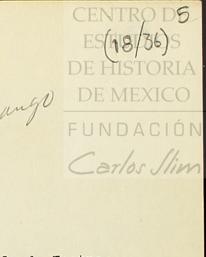 5
(18/36)
CENTRO DE
ESTUDIOS
DE HISTORIA
DE MEXICO
FUNDACIÓN
Carlos Slim